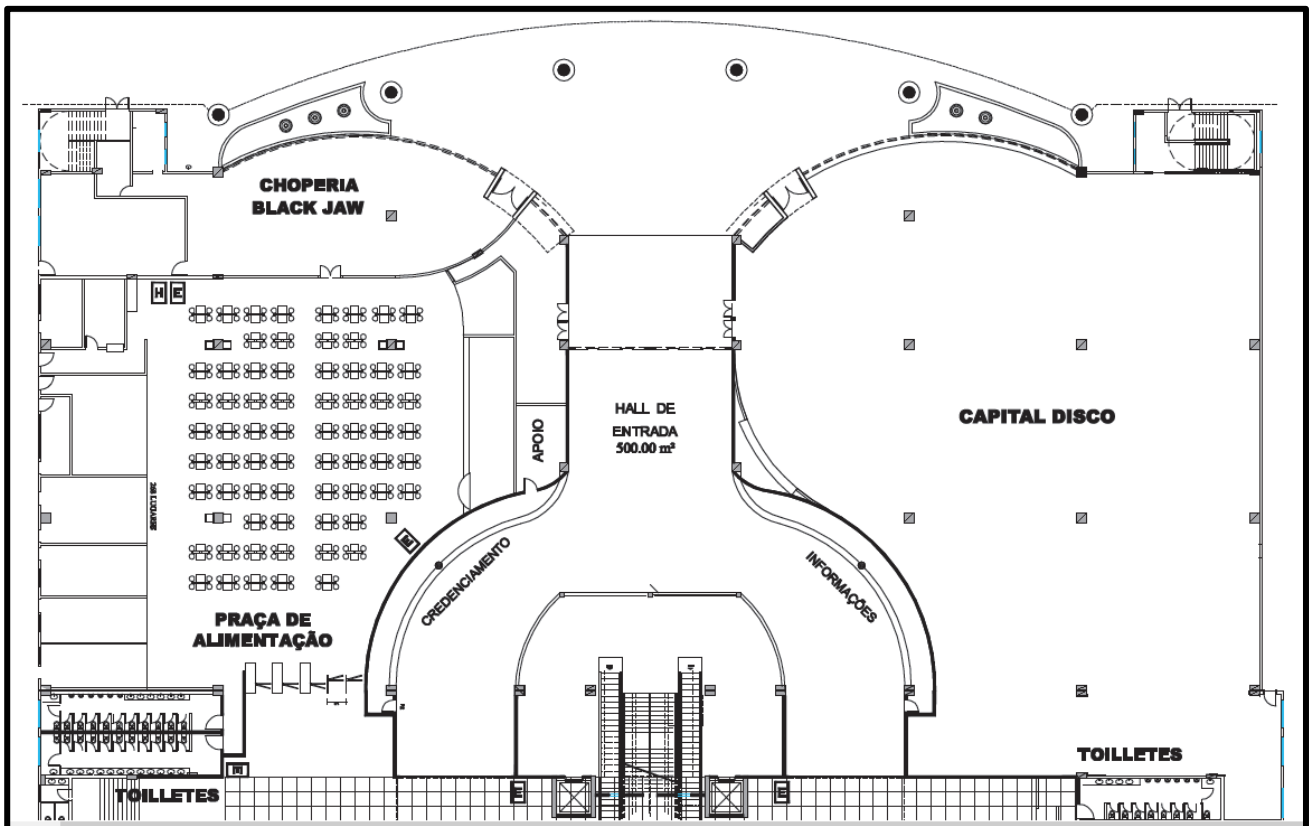 CHOPERIA
BLACK JAW
H E
HALL DE
ENTRADA
500.00 m²
CAPITAL DISCO
APOIO
CREDENCIAMENTO
INFORMAÇÕES
E
PRAÇA DE
ALIMENTAÇÃO
TOILLETES
TOILLETES
E
E
E